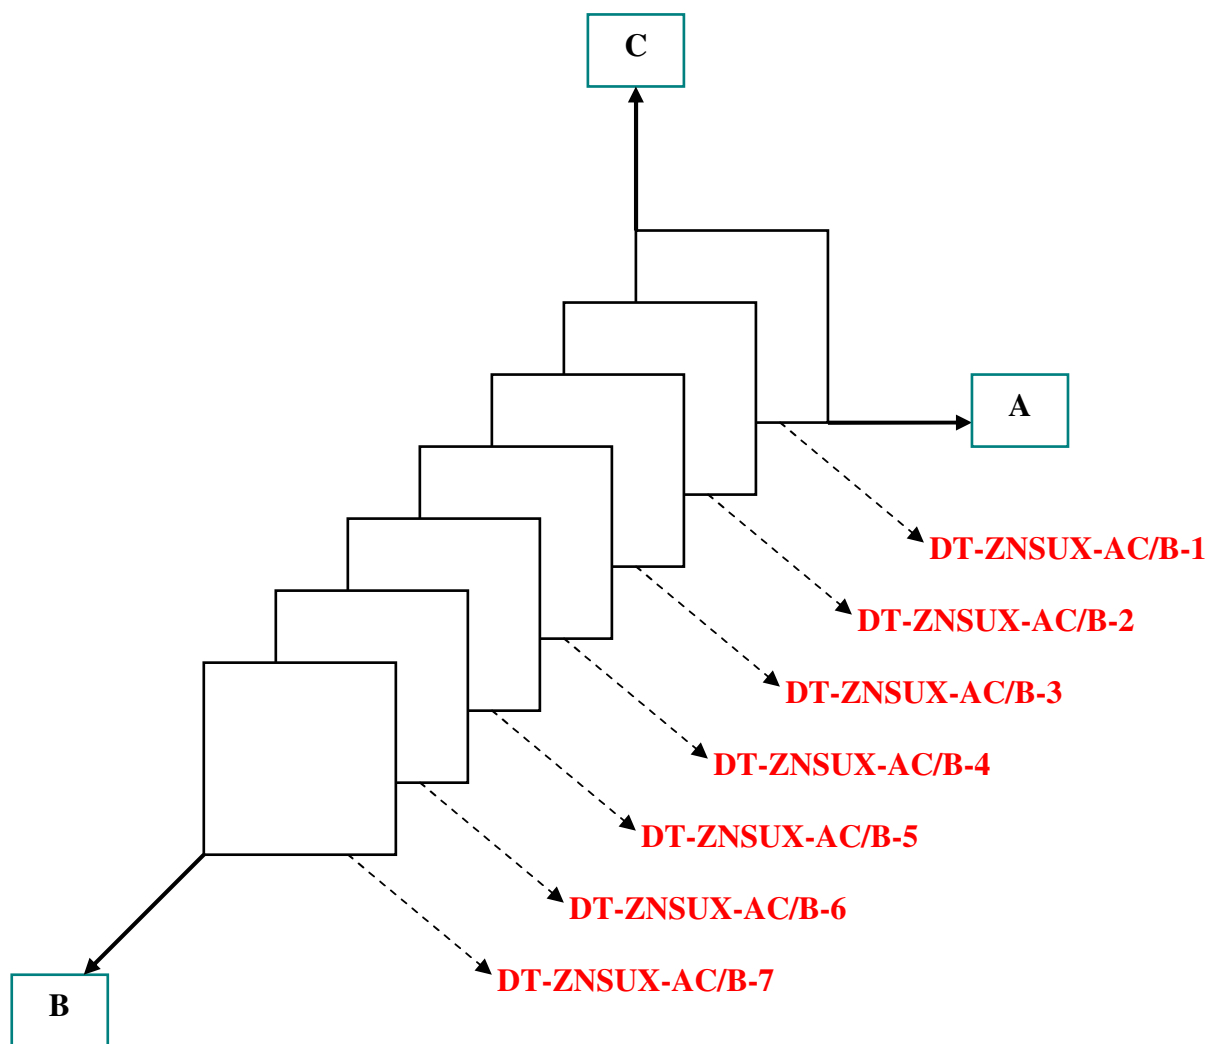 C
A
DT-ZNSUX-AC/B-1
DT-ZNSUX-AC/B-2
DT-ZNSUX-AC/B-3
DT-ZNSUX-AC/B-4
DT-ZNSUX-AC/B-5
DT-ZNSUX-AC/B-6
DT-ZNSUX-AC/B-7
B